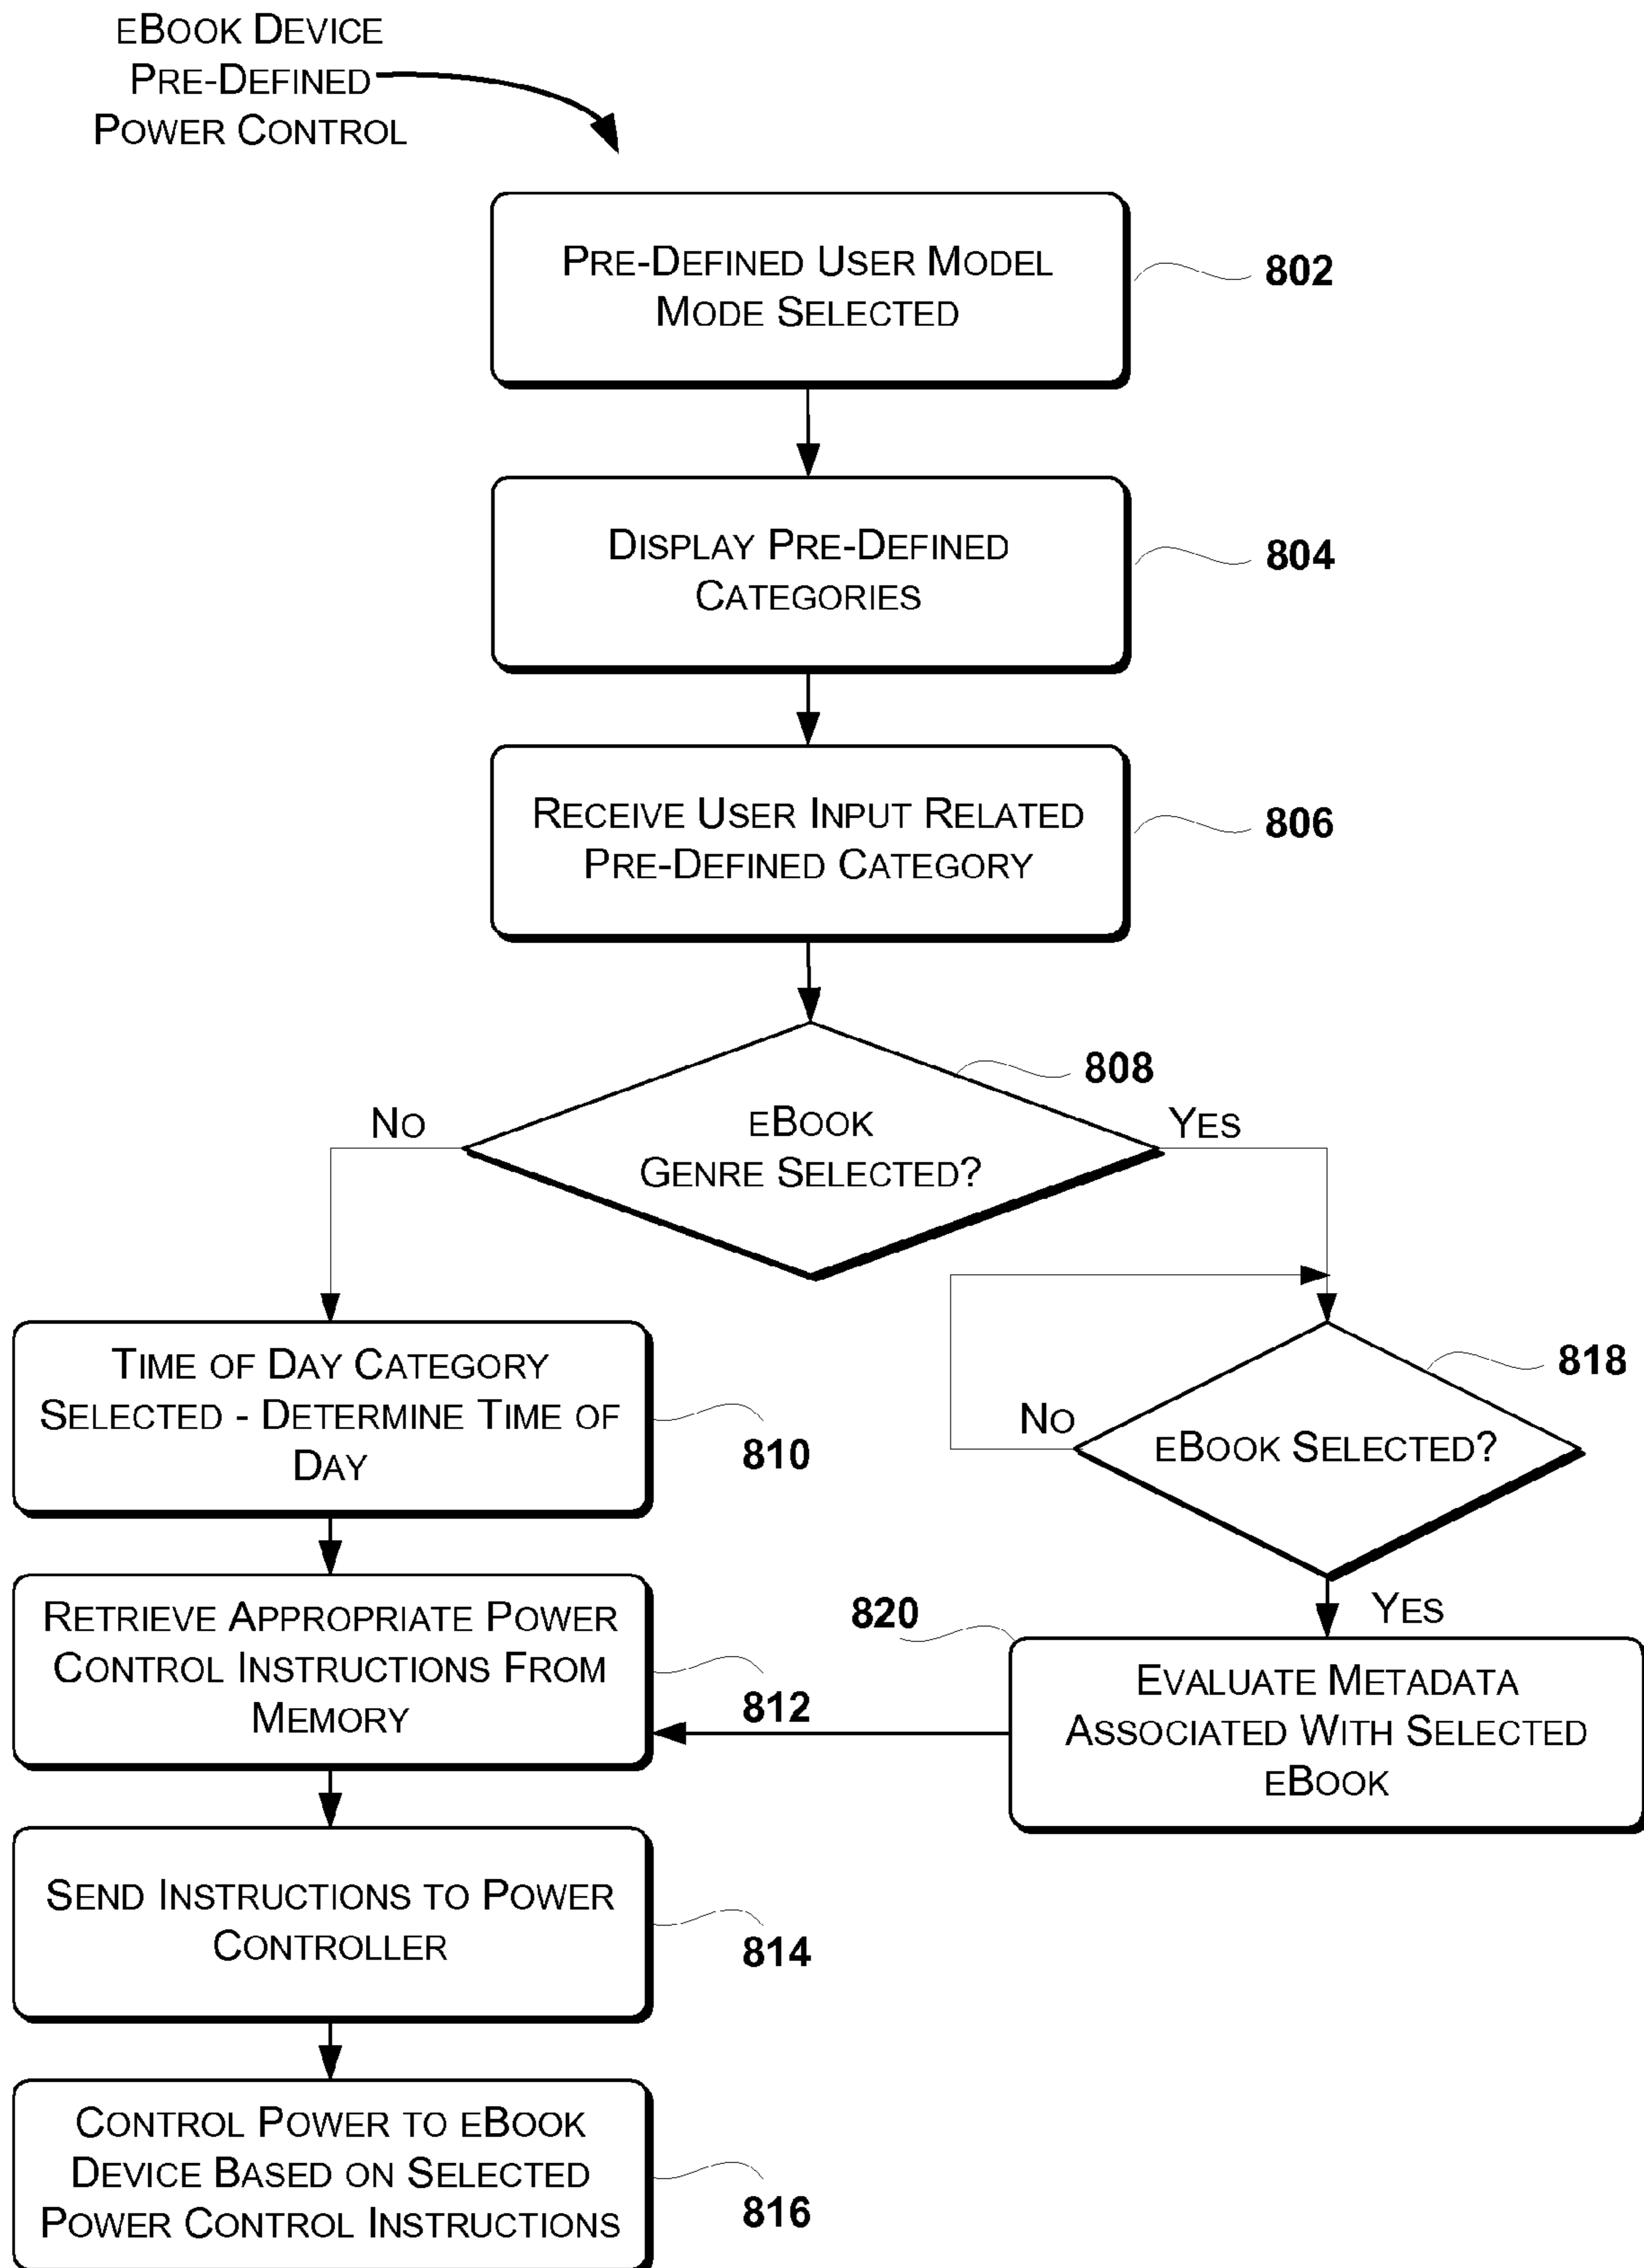 eBook Device
Pre-Defined
Power Control
Pre-Defined User Model
Mode Selected
802
Display Pre-Defined
Categories
804
Receive User Input Related
Pre-Defined Category
806
808
eBook
Genre Selected?
No
Yes
Time of Day Category
Selected - Determine Time of
Day
810
818
No
eBook Selected?
Yes
Retrieve Appropriate Power
Control Instructions From
Memory
812
820
Evaluate Metadata
Associated With Selected
eBook
Send Instructions to Power
Controller
814
Control Power to eBook
Device Based on Selected
Power Control Instructions
816